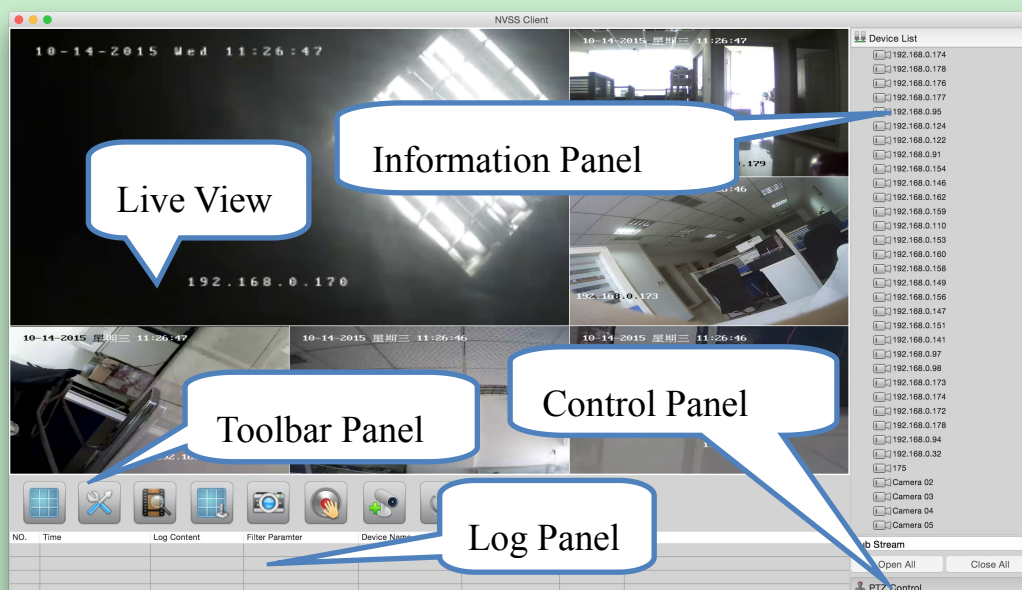 NVSS Client
10-14-2015 Wed 11:26:47
192.168.0.170
10-14-2015 星期三 11:26:47
.179
:46
192.168.0.173
10-14-2015 星期三 11:26:47
10-14-2015 星期三 11:26:46
10-14-2015 星期三 11:26:46
Live View
Information Panel
Toolbar Panel
Control Panel
Log Panel
NO. Time Log Content Filter Paramter Device Name
Device List
192.168.0.174
192.168.0.178
192.168.0.176
192.168.0.177
192.168.0.95
192.168.0.124
192.168.0.122
192.168.0.91
192.168.0.154
192.168.0.146
192.168.0.162
192.168.0.159
192.168.0.110
192.168.0.153
192.168.0.160
192.168.0.158
192.168.0.149
192.168.0.156
192.168.0.147
192.168.0.151
192.168.0.141
192.168.0.97
192.168.0.98
192.168.0.173
192.168.0.174
192.168.0.172
192.168.0.178
192.168.0.94
192.168.0.32
175
Camera 02
Camera 03
Camera 04
Camera 05
b Stream
Open All Close All
PTZ Control